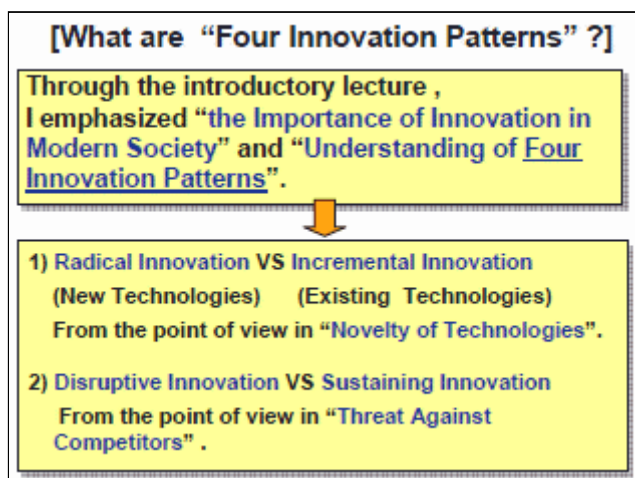 [What are “Four Innovation Patterns” ?]
Through the introductory lecture ,
I emphasized “the Importance of Innovation in
Modern Society” and “Understanding of Four
Innovation Patterns”.
1) Radical Innovation VS Incremental Innovation
(New Technologies) (Existing Technologies)
From the point of view in “Novelty of Technologies”.
2) Disruptive Innovation VS Sustaining Innovation
From the point of view in “Threat Against
Competitors” .